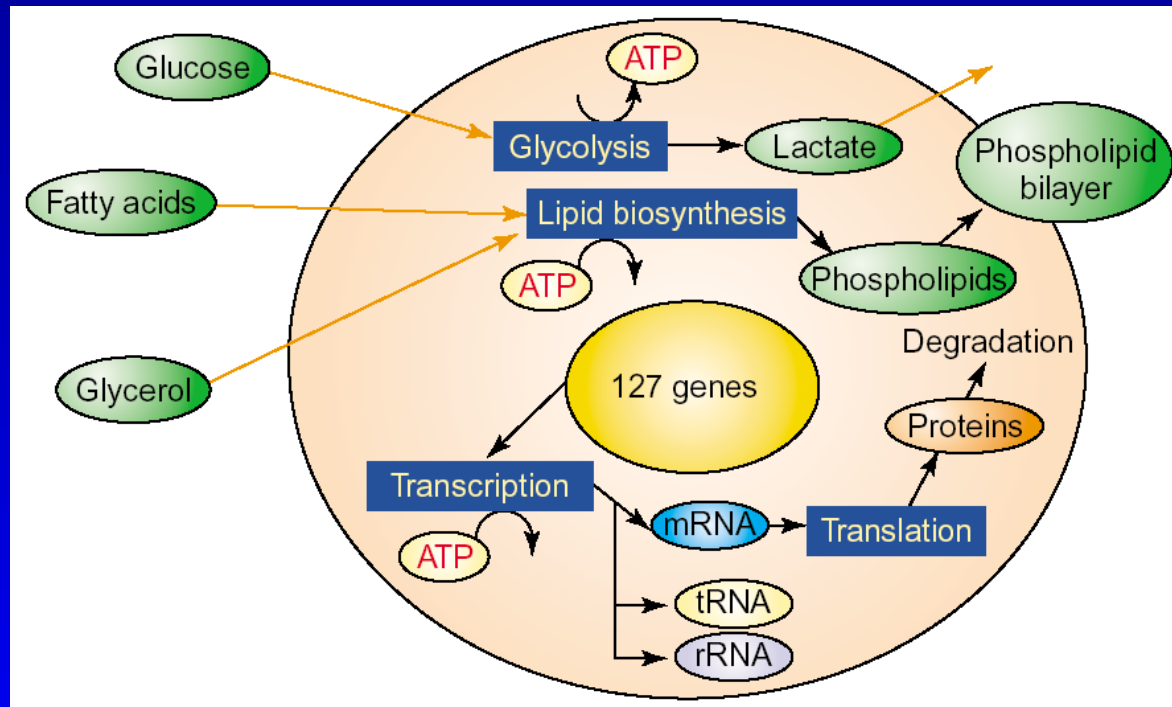 ATP
Glucose
Glycolysis
Lactate
Phospholipid
bilayer
Fatty acids
Lipid biosynthesis
ATP
Phospholipids
Degradation
Glycerol
127 genes
Proteins
Transcription
mRNA
Translation
ATP
tRNA
rRNA